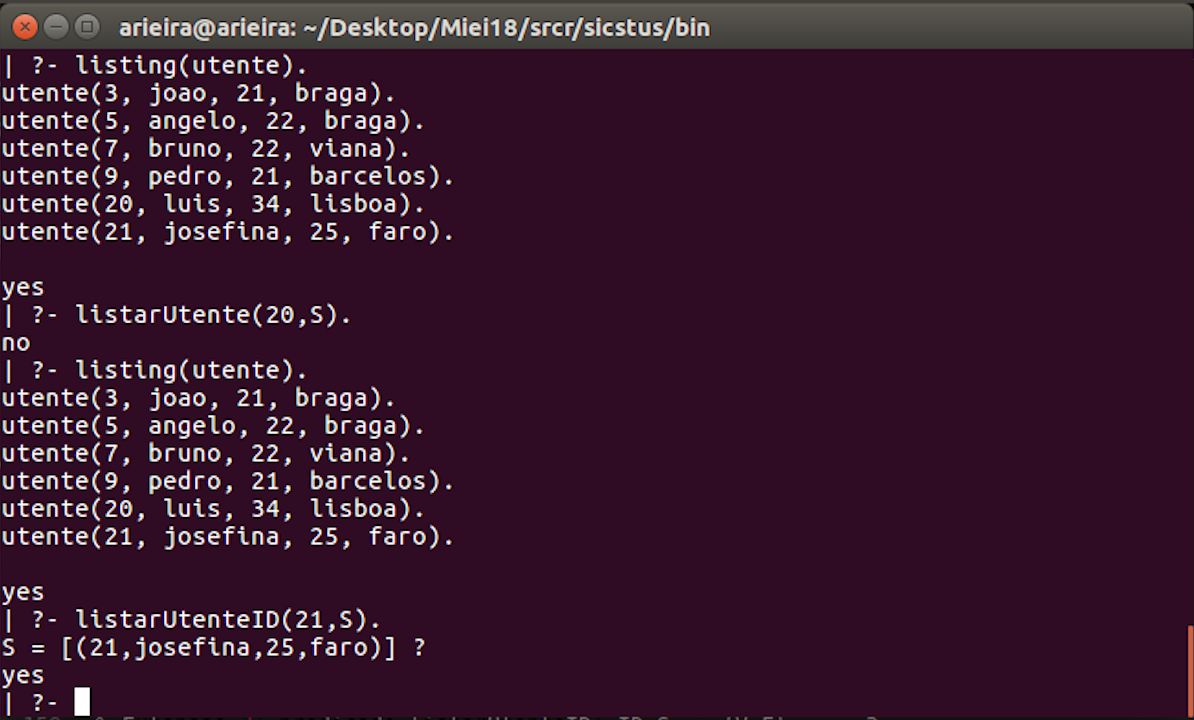 arieira@arieira: ~/Desktop/Miei18/srcr/sicstus/bin
| ?- listing(utente).
utente(3, joao, 21, braga).
utente(5, angelo, 22, braga).
utente(7, bruno, 22, viana).
utente(9, pedro, 21, barcelos).
utente(20, luis, 34, lisboa).
utente(21, josefina, 25, faro).
yes
| ?- listarUtente(20,S).
no
| ?- listing(utente).
utente(3, joao, 21, braga).
utente(5, angelo, 22, braga).
utente(7, bruno, 22, viana).
utente(9, pedro, 21, barcelos).
utente(20, luis, 34, lisboa).
utente(21, josefina, 25, faro).
yes
| ?- listarUtenteID(21,S).
S = [(21,josefina,25,faro)] ?
yes
| ?-